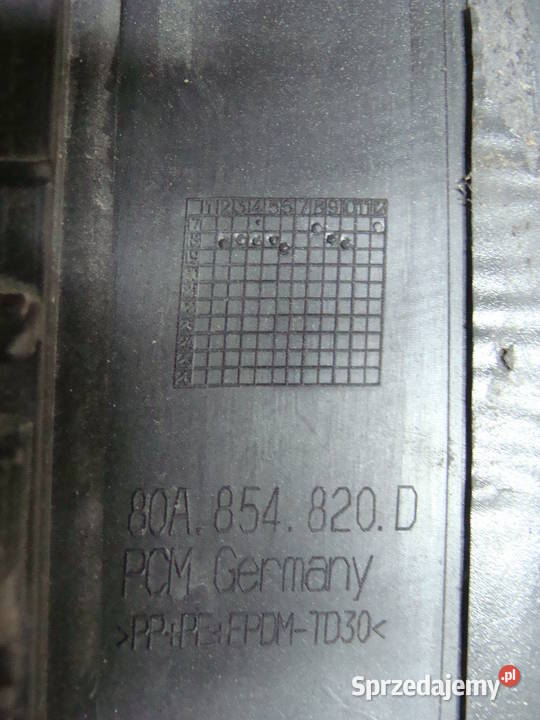 1 2 3 4 5 6 7 8 9 10 11 12
80A.854.820.D
PCM Germany
>PP+PE+EPDM-TD30<
Sprzedajemy.pl